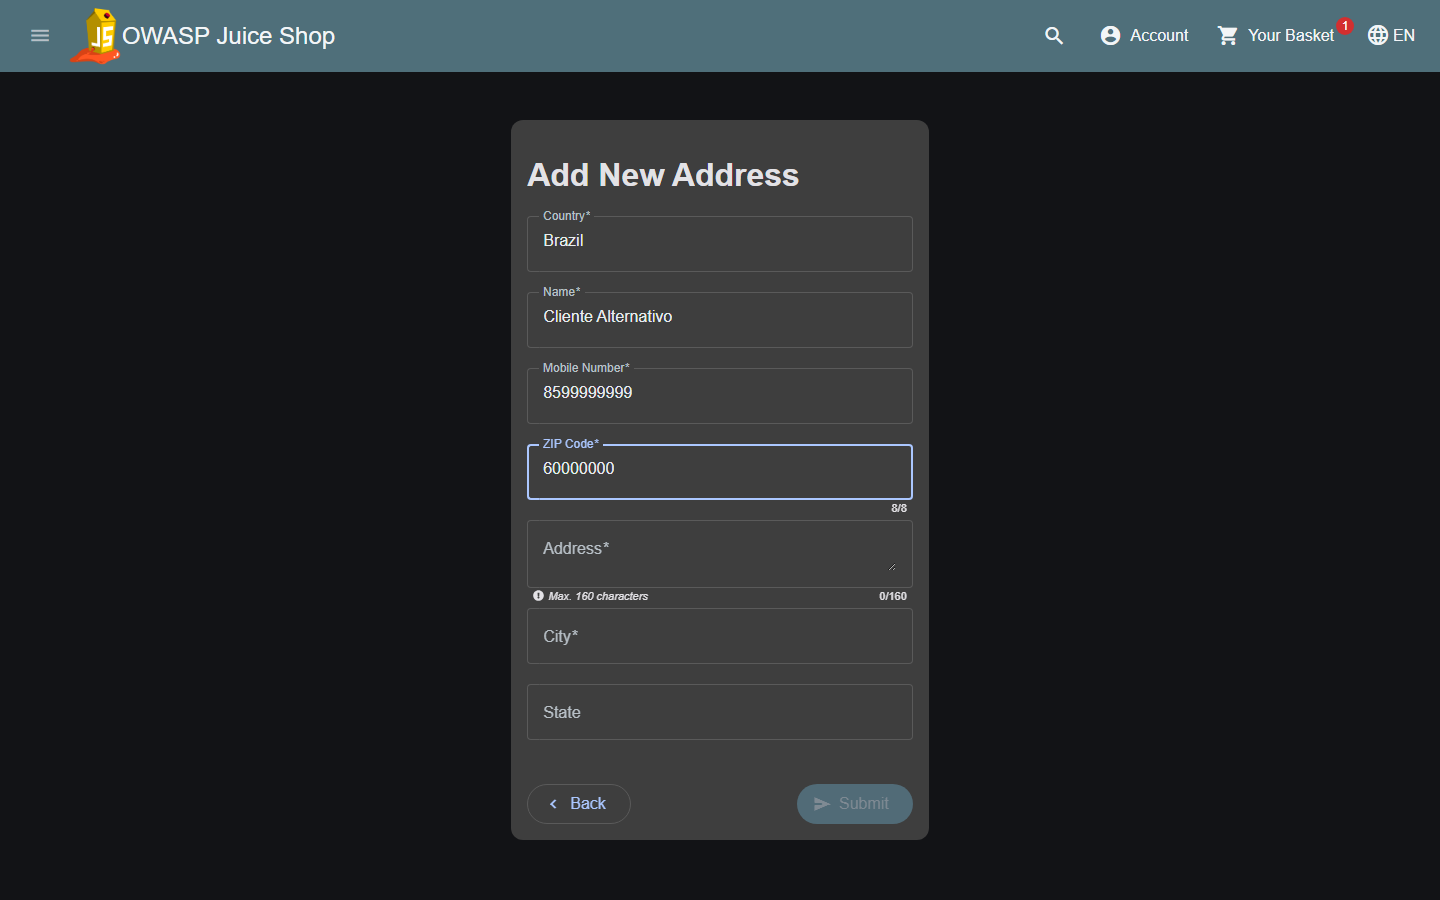 JS OWASP Juice Shop
Account
Your Basket 1
EN
Add New Address
Country*
Brazil
Name*
Cliente Alternativo
Mobile Number*
8599999999
ZIP Code*
60000000
8/8
Address*
Max. 160 characters 0/160
City*
State
Back
Submit